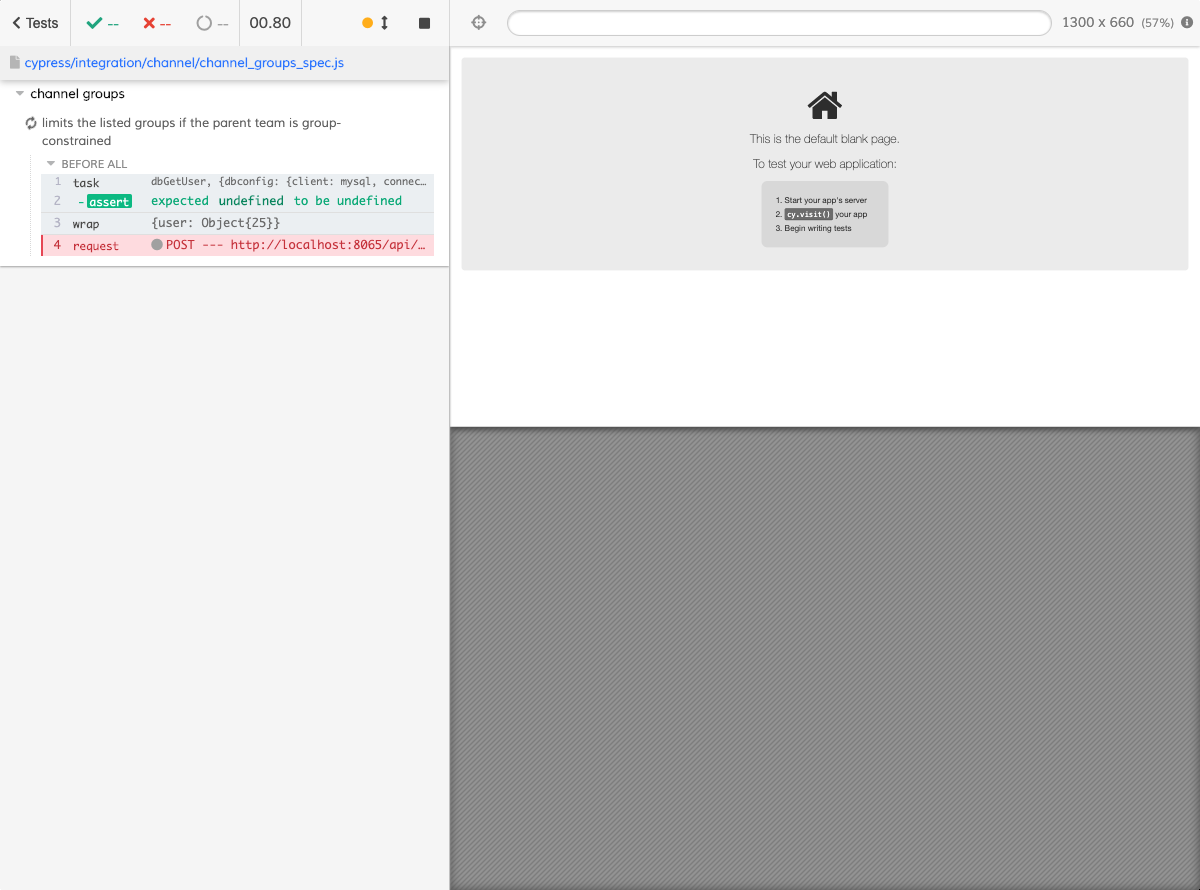 Tests -- -- -- 00.80
1300 x 660 (57%)
cypress/integration/channel/channel_groups_spec.js
channel groups
limits the listed groups if the parent team is group-
constrained
BEFORE ALL
1 task dbGetUser, {dbconfig: {client: mysql, connec…
2 - assert expected undefined to be undefined
3 wrap {user: Object{25}}
4 request POST --- http://localhost:8065/api/…
This is the default blank page.
To test your web application:
1. Start your app's server
2. cy.visit() your app
3. Begin writing tests